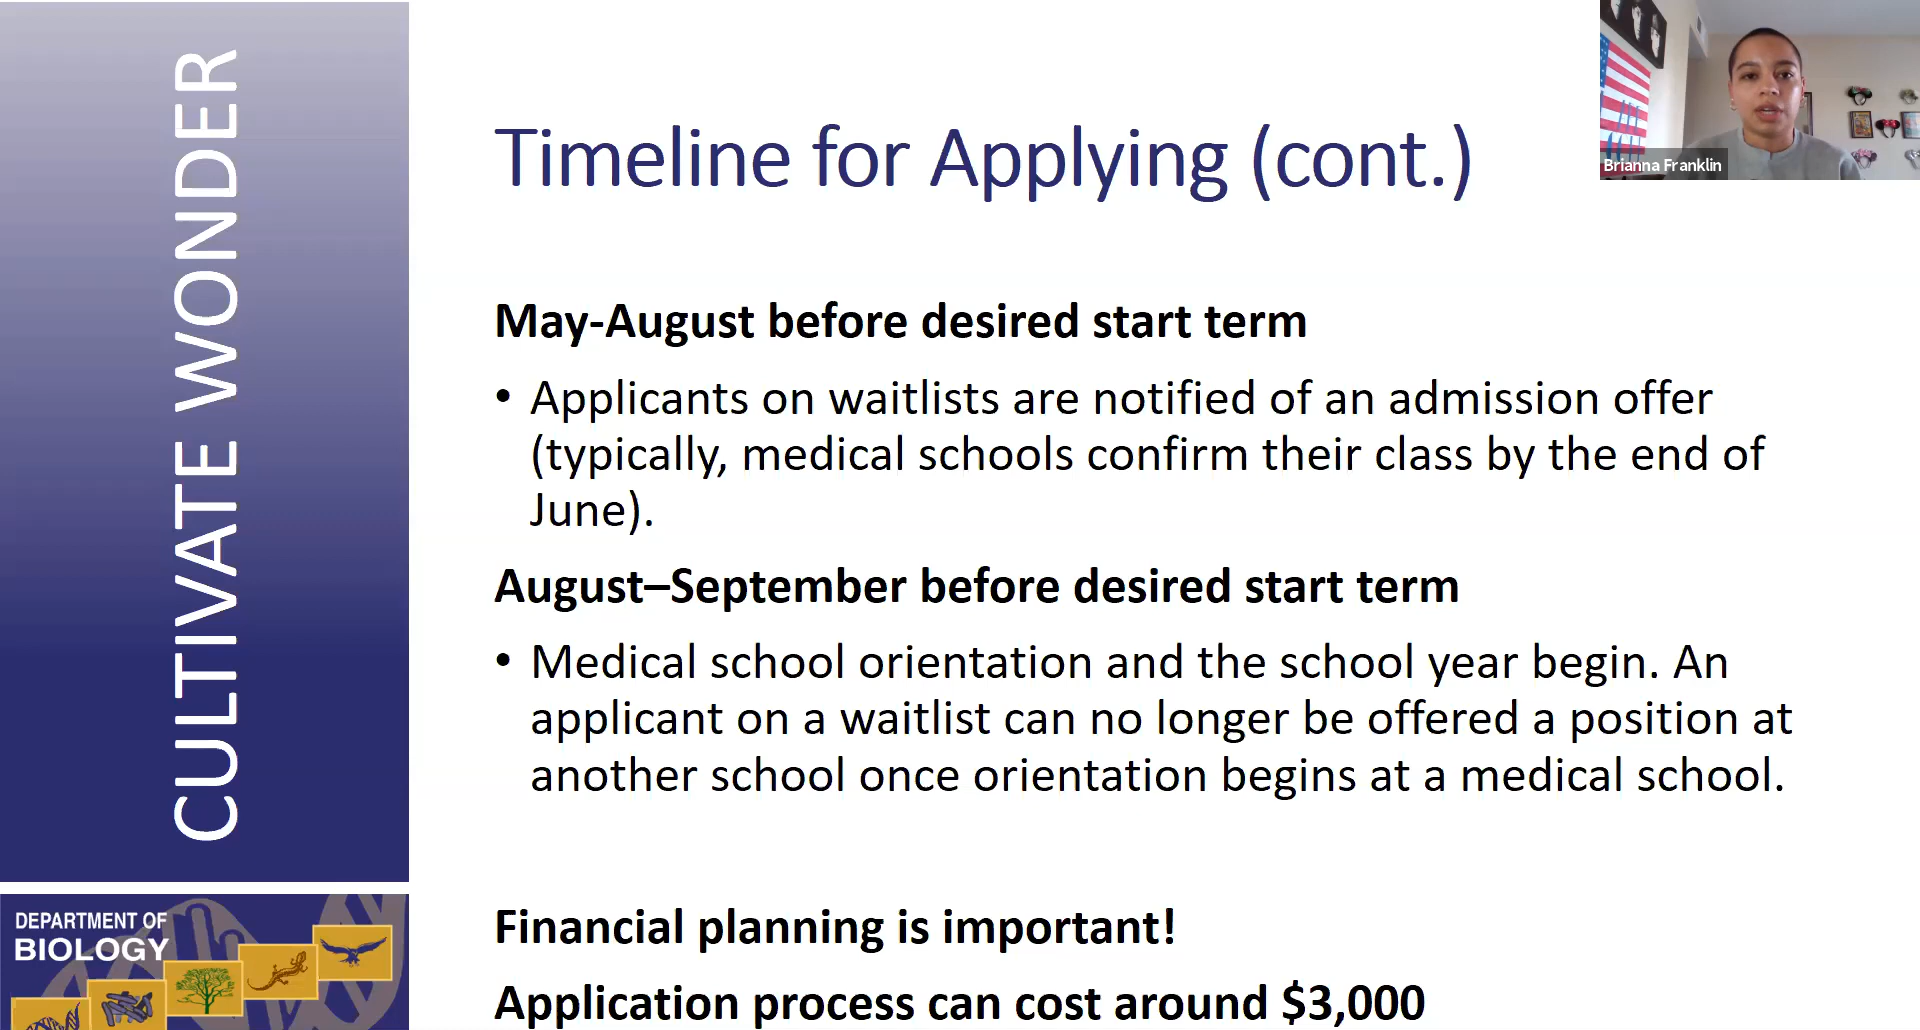 CULTIVATE WONDER
Timeline for Applying (cont.)
Brianna Franklin
May-August before desired start term
• Applicants on waitlists are notified of an admission offer
(typically, medical schools confirm their class by the end of
June).
August–September before desired start term
• Medical school orientation and the school year begin. An
applicant on a waitlist can no longer be offered a position at
another school once orientation begins at a medical school.
Financial planning is important!
Application process can cost around $3,000
DEPARTMENT OF
BIOLOGY